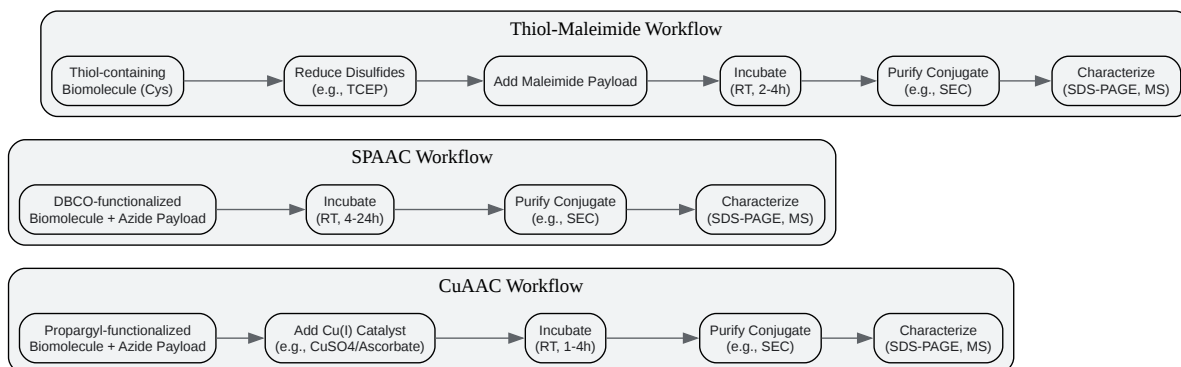 Thiol-Maleimide Workflow
Thiol-containing
Biomolecule (Cys)
Reduce Disulfides
(e.g., TCEP)
Add Maleimide Payload
Incubate
(RT, 2-4h)
Purify Conjugate
(e.g., SEC)
Characterize
(SDS-PAGE, MS)
SPAAC Workflow
DBCO-functionalized
Biomolecule + Azide Payload
Incubate
(RT, 4-24h)
Purify Conjugate
(e.g., SEC)
Characterize
(SDS-PAGE, MS)
CuAAC Workflow
Propargyl-functionalized
Biomolecule + Azide Payload
Add Cu(I) Catalyst
(e.g., CuSO4/Ascorbate)
Incubate
(RT, 1-4h)
Purify Conjugate
(e.g., SEC)
Characterize
(SDS-PAGE, MS)